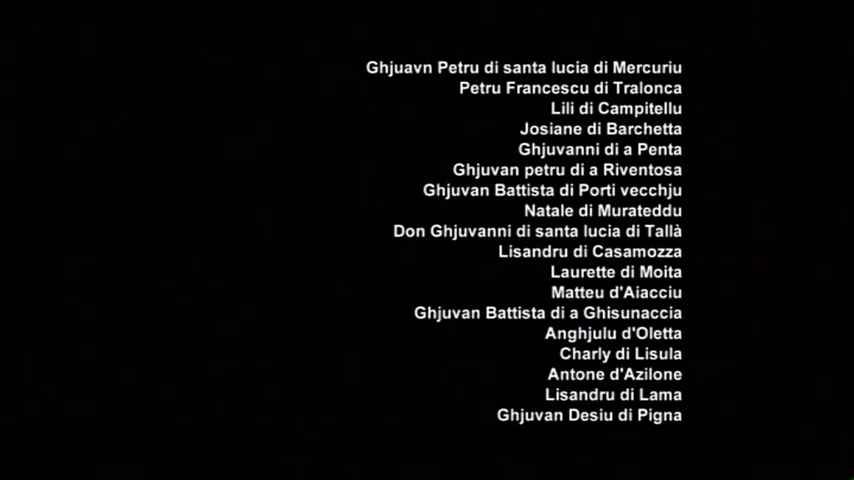 Ghjuavn Petru di santa lucia di Mercuriu
Petru Francescu di Tralonca
Lili di Campitellu
Josiane di Barchetta
Ghjuvanni di a Penta
Ghjuvan petru di a Riventosa
Ghjuvan Battista di Porti vecchju
Natale di Murateddu
Don Ghjuvanni di santa lucia di Tallà
Lisandru di Casamozza
Laurette di Moita
Matteu d'Aiacciu
Ghjuvan Battista di a Ghisunaccia
Anghjulu d'Oletta
Charly di Lisula
Antone d'Azilone
Lisandru di Lama
Ghjuvan Desiu di Pigna